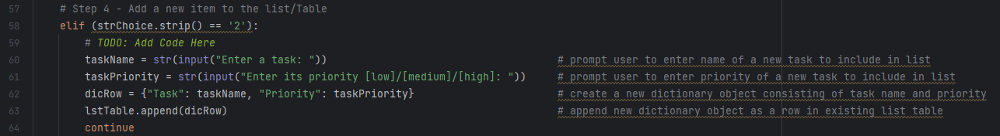 57 # Step 4 - Add a new item to the list/Table
58 elif (strChoice.strip() == '2'):
59 # TODO: Add Code Here
60 taskName = str(input("Enter a task: ")) # prompt user to enter name of a new task to include in list
61 taskPriority = str(input("Enter its priority [low]/[medium]/[high]: ")) # prompt user to enter priority of a new task to include in list
62 dicRow = {"Task": taskName, "Priority": taskPriority} # create a new dictionary object consisting of task name and priority
63 lstTable.append(dicRow) # append new dictionary object as a row in existing list table
64 continue